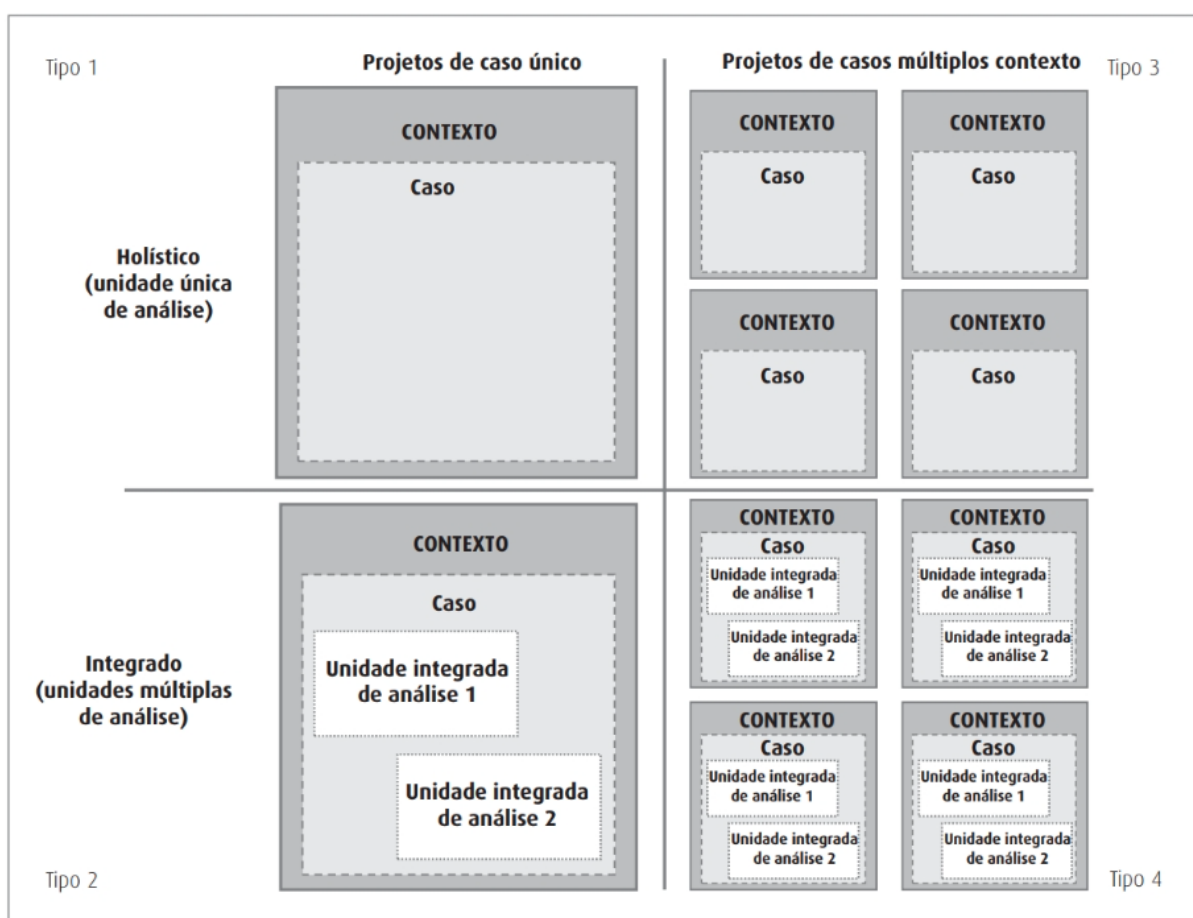 Tipo 1
Projetos de caso único
Projetos de casos múltiplos contexto
Tipo 3
CONTEXTO
Caso
Holístico
(unidade única
de análise)
CONTEXTO
Caso
CONTEXTO
Caso
CONTEXTO
Caso
CONTEXTO
Caso
Integrado
(unidades múltiplas
de análise)
CONTEXTO
Caso
Unidade integrada
de análise 1
Unidade integrada
de análise 2
CONTEXTO
Caso
Unidade integrada
de análise 1
Unidade integrada
de análise 2
CONTEXTO
Caso
Unidade integrada
de análise 1
Unidade integrada
de análise 2
CONTEXTO
Caso
Unidade integrada
de análise 1
Unidade integrada
de análise 2
CONTEXTO
Caso
Unidade integrada
de análise 1
Unidade integrada
de análise 2
Tipo 2
Tipo 4